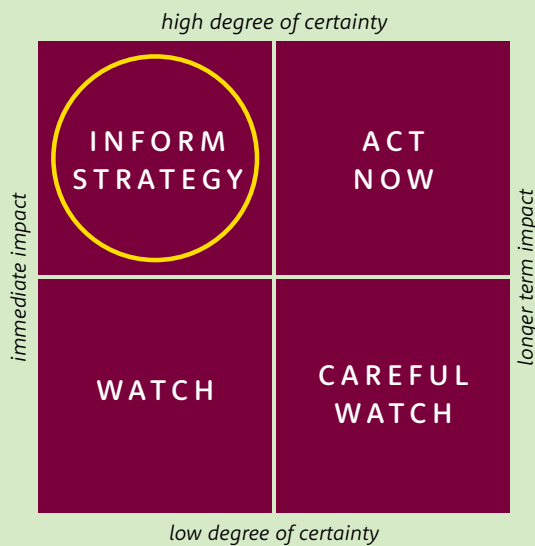 high degree of certainty
INFORM
STRATEGY
ACT
NOW
immediate impact
longer term impact
WATCH
CAREFUL
WATCH
low degree of certainty